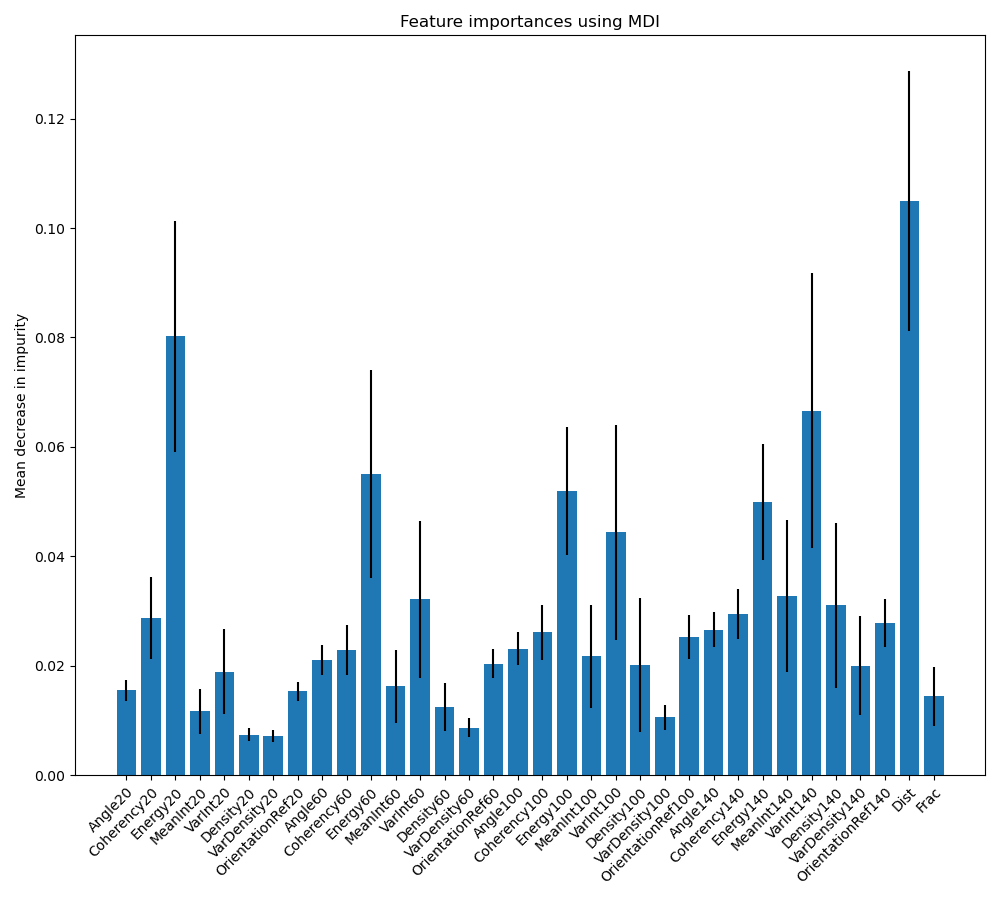 Feature importances using MDI
Mean decrease in impurity
0.12
0.10
0.08
0.06
0.04
0.02
0.00
Angle20
Coherency20
Energy20
MeanInt20
VarInt20
Density20
VarDensity20
OrientationRef20
Angle60
Coherency60
Energy60
MeanInt60
VarInt60
Density60
VarDensity60
OrientationRef60
Angle100
Coherency100
Energy100
MeanInt100
VarInt100
Density100
VarDensity100
OrientationRef100
Angle140
Coherency140
Energy140
MeanInt140
VarInt140
Density140
VarDensity140
OrientationRef140
Dist
Frac